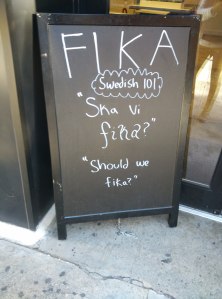 FIKA
Swedish 101
"Ska Vi
fika?"
"Should we
fika?"